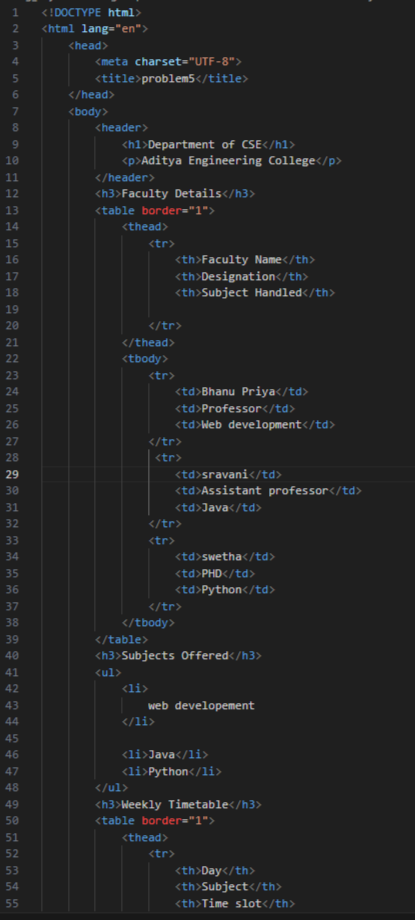 1 <!DOCTYPE html>
2 <html lang="en">
3 <head>
4 <meta charset="UTF-8">
5 <title>problem5</title>
6 </head>
7 <body>
8 <header>
9 <h1>Department of CSE</h1>
10 <p>Aditya Engineering College</p>
11 </header>
12 <h3>Faculty Details</h3>
13 <table border="1">
14 <thead>
15 <tr>
16 <th>Faculty Name</th>
17 <th>Designation</th>
18 <th>Subject Handled</th>
19
20 </tr>
21 </thead>
22 <tbody>
23 <tr>
24 <td>Bhanu Priya</td>
25 <td>Professor</td>
26 <td>Web development</td>
27 </tr>
28 <tr>
29 <td>sravani</td>
30 <td>Assistant professor</td>
31 <td>Java</td>
32 </tr>
33 <tr>
34 <td>swetha</td>
35 <td>PHD</td>
36 <td>Python</td>
37 </tr>
38 </tbody>
39 </table>
40 <h3>Subjects Offered</h3>
41 <ul>
42 <li>
43 web developement
44 </li>
45
46 <li>Java</li>
47 <li>Python</li>
48 </ul>
49 <h3>Weekly Timetable</h3>
50 <table border="1">
51 <thead>
52 <tr>
53 <th>Day</th>
54 <th>Subject</th>
55 <th>Time slot</th>